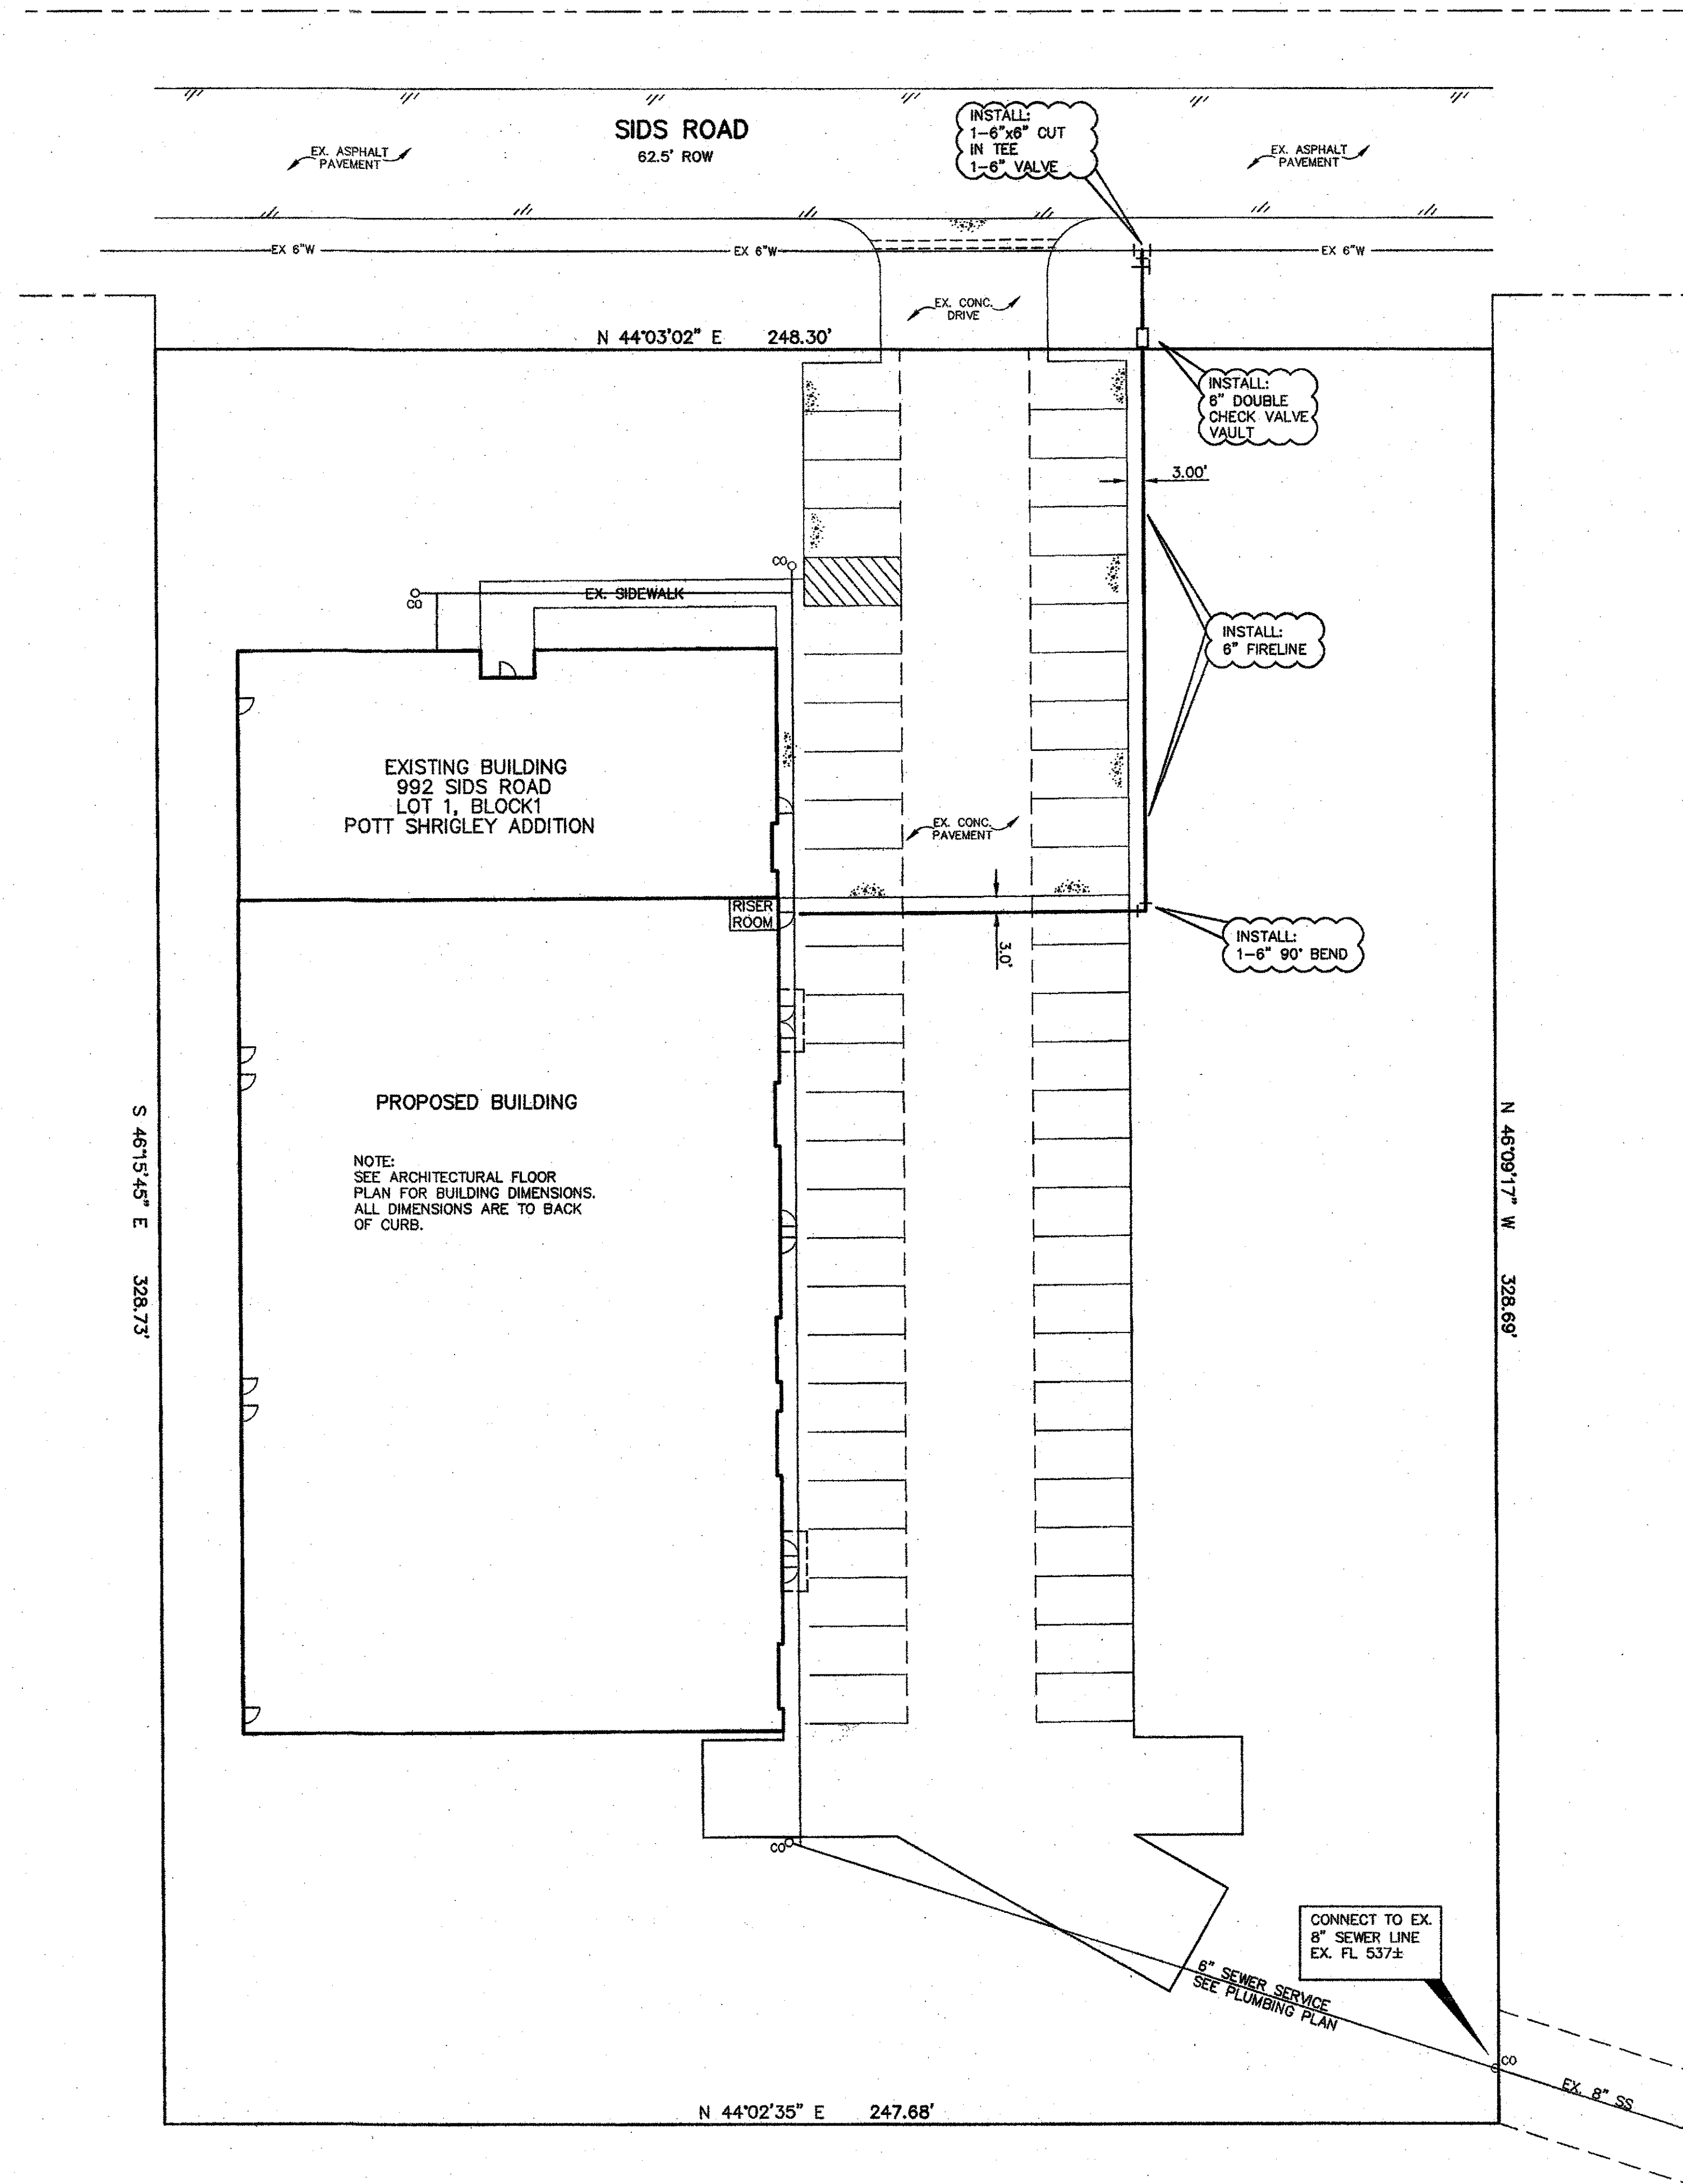 SIDS ROAD
62.5' ROW
EX. ASPHALT
PAVEMENT
INSTALL:
1-6"x6" CUT
IN TEE
1-6" VALVE
EX. ASPHALT
PAVEMENT
EX 6"W
EX 6"W
EX 6"W
EX. CONC.
DRIVE
N 44°03'02" E 248.30'
INSTALL:
6" DOUBLE
CHECK VALVE
VAULT
3.00'
CO
CO
EX. SIDEWALK
INSTALL:
6" FIRELINE
EXISTING BUILDING
992 SIDS ROAD
LOT 1, BLOCK1
POTT SHRIGLEY ADDITION
EX. CONC.
PAVEMENT
RISER
ROOM
3.0'
INSTALL:
1-6" 90° BEND
PROPOSED BUILDING
NOTE:
SEE ARCHITECTURAL FLOOR
PLAN FOR BUILDING DIMENSIONS.
ALL DIMENSIONS ARE TO BACK
OF CURB.
S 46°15'45" E 328.73'
N 46°09'17" W 328.69'
CO
CONNECT TO EX.
8" SEWER LINE
EX. FL 537±
6" SEWER SERVICE
SEE PLUMBING PLAN
CO
EX. 8" SS
N 44°02'35" E 247.68'